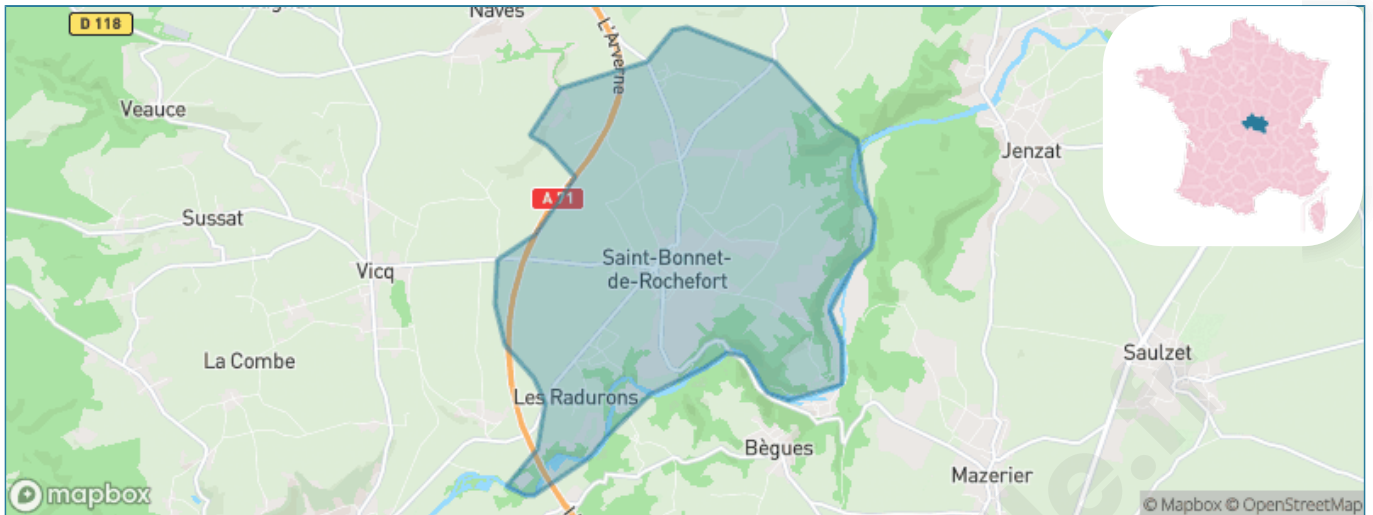 D 118
Naves
L'Arverne
Veauce
Jenzat
A 71
Sussat
Saint-Bonnet-
de-Rochefort
Vicq
Saulzet
La Combe
Les Radurons
Bègues
Mazerier
mapbox
© Mapbox © OpenStreetMap